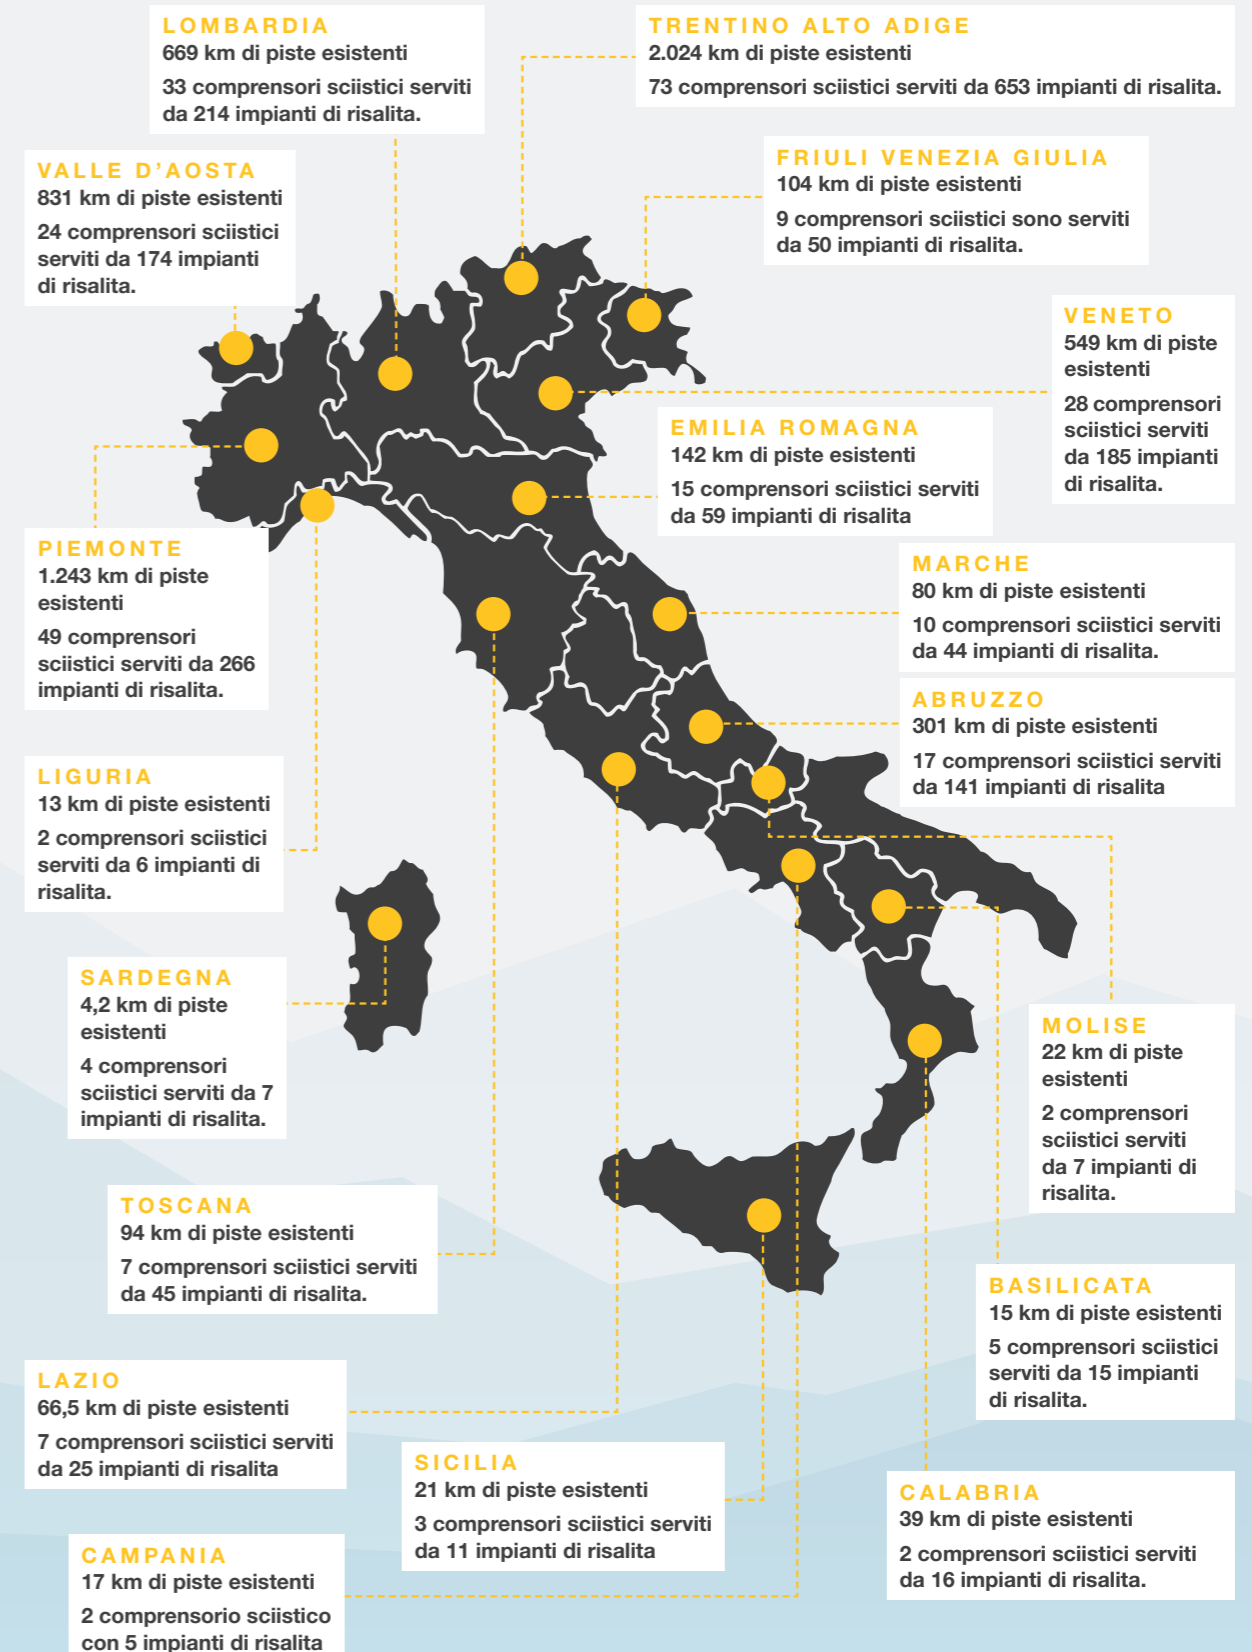 LOMBARDIA
669 km di piste esistenti
33 comprensori sciistici serviti
da 214 impianti di risalita.
TRENTINO ALTO ADIGE
2.024 km di piste esistenti
73 comprensori sciistici serviti da 653 impianti di risalita.
VALLE D'AOSTA
831 km di piste esistenti
24 comprensori sciistici
serviti da 174 impianti
di risalita.
FRIULI VENEZIA GIULIA
104 km di piste esistenti
9 comprensori sciistici sono serviti
da 50 impianti di risalita.
VENETO
549 km di piste
esistenti
28 comprensori
sciistici serviti
da 185 impianti
di risalita.
EMILIA ROMAGNA
142 km di piste esistenti
15 comprensori sciistici serviti
da 59 impianti di risalita
PIEMONTE
1.243 km di piste
esistenti
49 comprensori
sciistici serviti da 266
impianti di risalita.
MARCHE
80 km di piste esistenti
10 comprensori sciistici serviti
da 44 impianti di risalita.
ABRUZZO
301 km di piste esistenti
17 comprensori sciistici serviti
da 141 impianti di risalita
LIGURIA
13 km di piste esistenti
2 comprensori sciistici
serviti da 6 impianti di
risalita.
SARDEGNA
4,2 km di piste
esistenti
4 comprensori
sciistici serviti da 7
impianti di risalita.
MOLISE
22 km di piste
esistenti
2 comprensori
sciistici serviti
da 7 impianti di
risalita.
TOSCANA
94 km di piste esistenti
7 comprensori sciistici serviti
da 45 impianti di risalita.
BASILICATA
15 km di piste esistenti
5 comprensori sciistici
serviti da 15 impianti
di risalita.
LAZIO
66,5 km di piste esistenti
7 comprensori sciistici serviti
da 25 impianti di risalita
SICILIA
21 km di piste esistenti
3 comprensori sciistici serviti
da 11 impianti di risalita
CALABRIA
39 km di piste esistenti
2 comprensori sciistici serviti
da 16 impianti di risalita.
CAMPANIA
17 km di piste esistenti
2 comprensorio sciistico
con 5 impianti di risalita